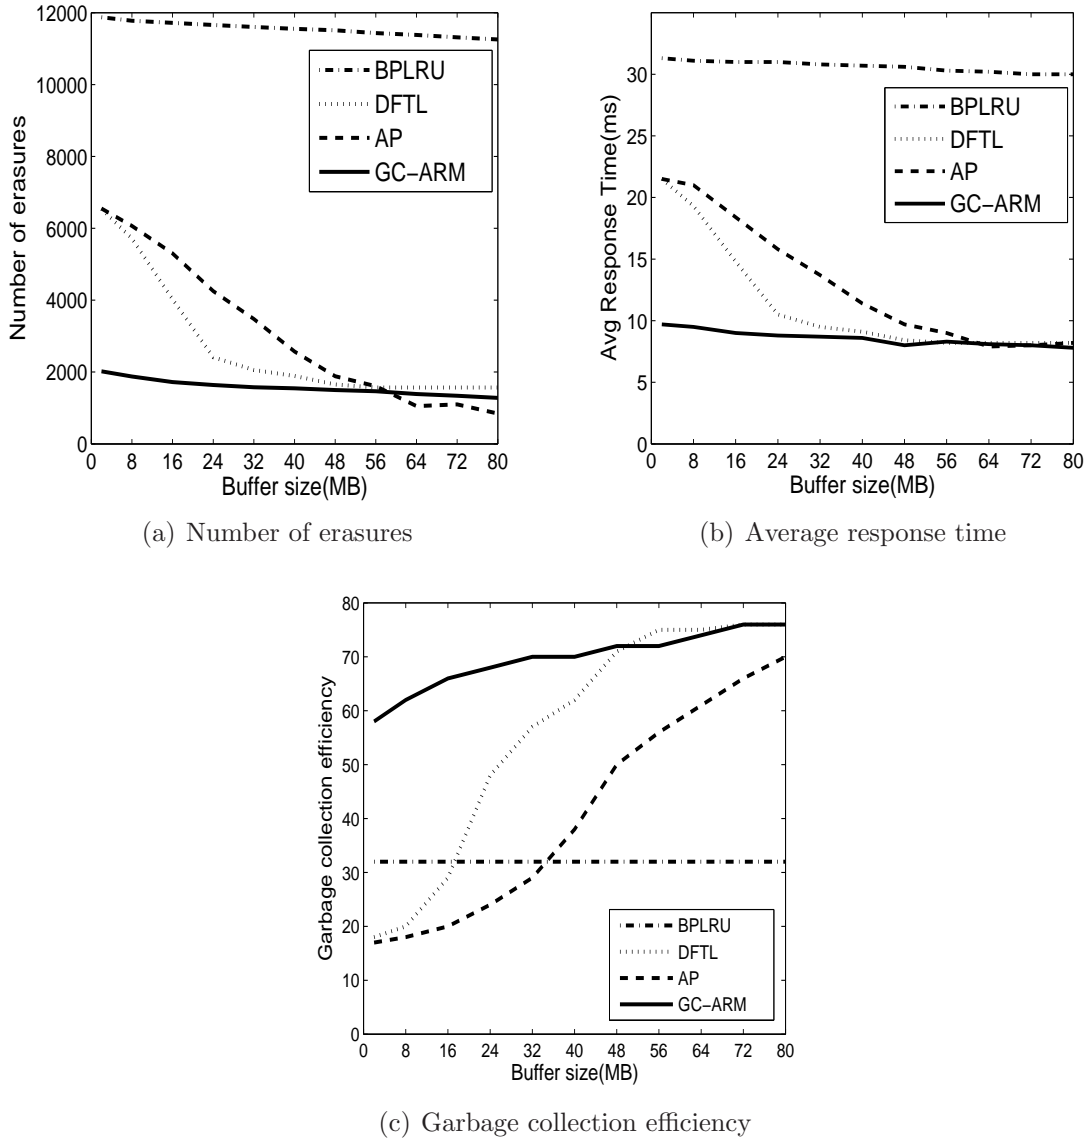 12000
10000
8000
6000
4000
2000
0
Number of erasures
BPLRU
DFTL
AP
GC−ARM
0 8 16 24 32 40 48 56 64 72 80
Buffer size(MB)
(a) Number of erasures
30
25
20
15
10
5
0
Avg Response Time(ms)
BPLRU
DFTL
AP
GC−ARM
0 8 16 24 32 40 48 56 64 72 80
Buffer size(MB)
(b) Average response time
80
70
60
50
40
30
20
10
0
Garbage collection efficiency
BPLRU
DFTL
AP
GC−ARM
0 8 16 24 32 40 48 56 64 72 80
Buffer size(MB)
(c) Garbage collection efficiency